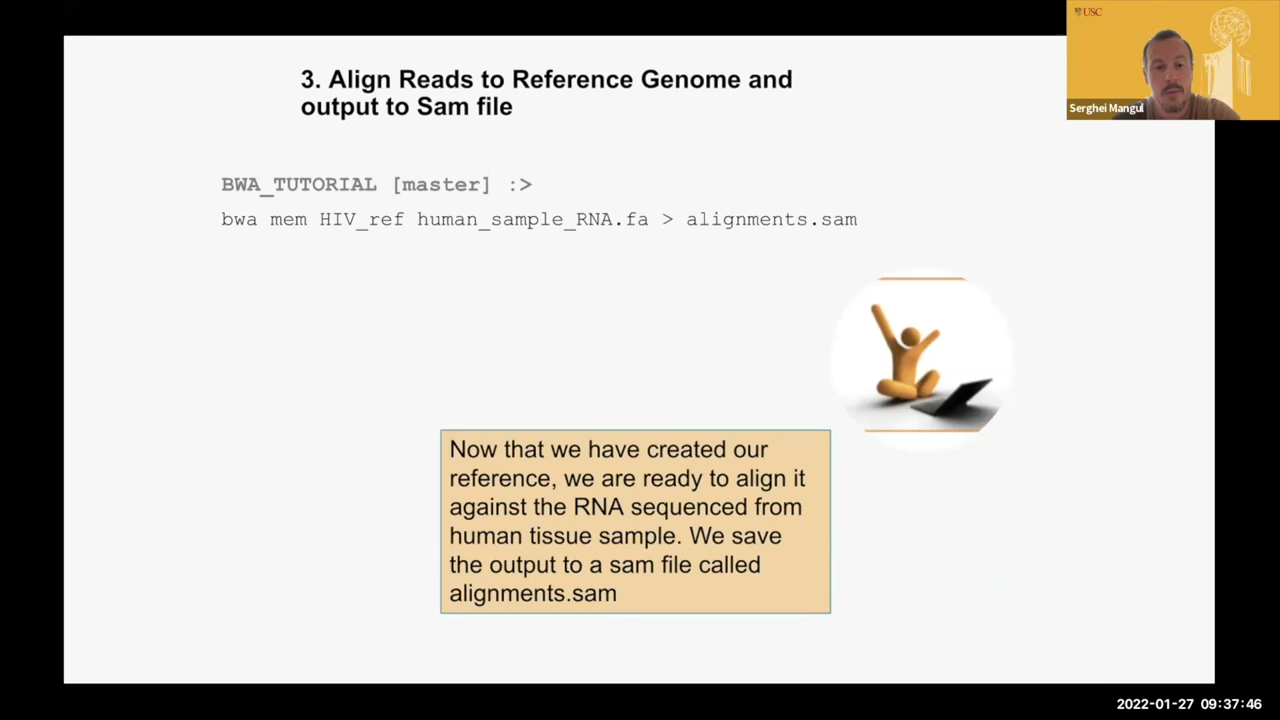 USC
Serghei Mangul
3. Align Reads to Reference Genome and
output to Sam file
BWA_TUTORIAL [master] :>
bwa mem HIV_ref human_sample_RNA.fa > alignments.sam
Now that we have created our
reference, we are ready to align it
against the RNA sequenced from
human tissue sample. We save
the output to a sam file called
alignments.sam
2022-01-27 09:37:46